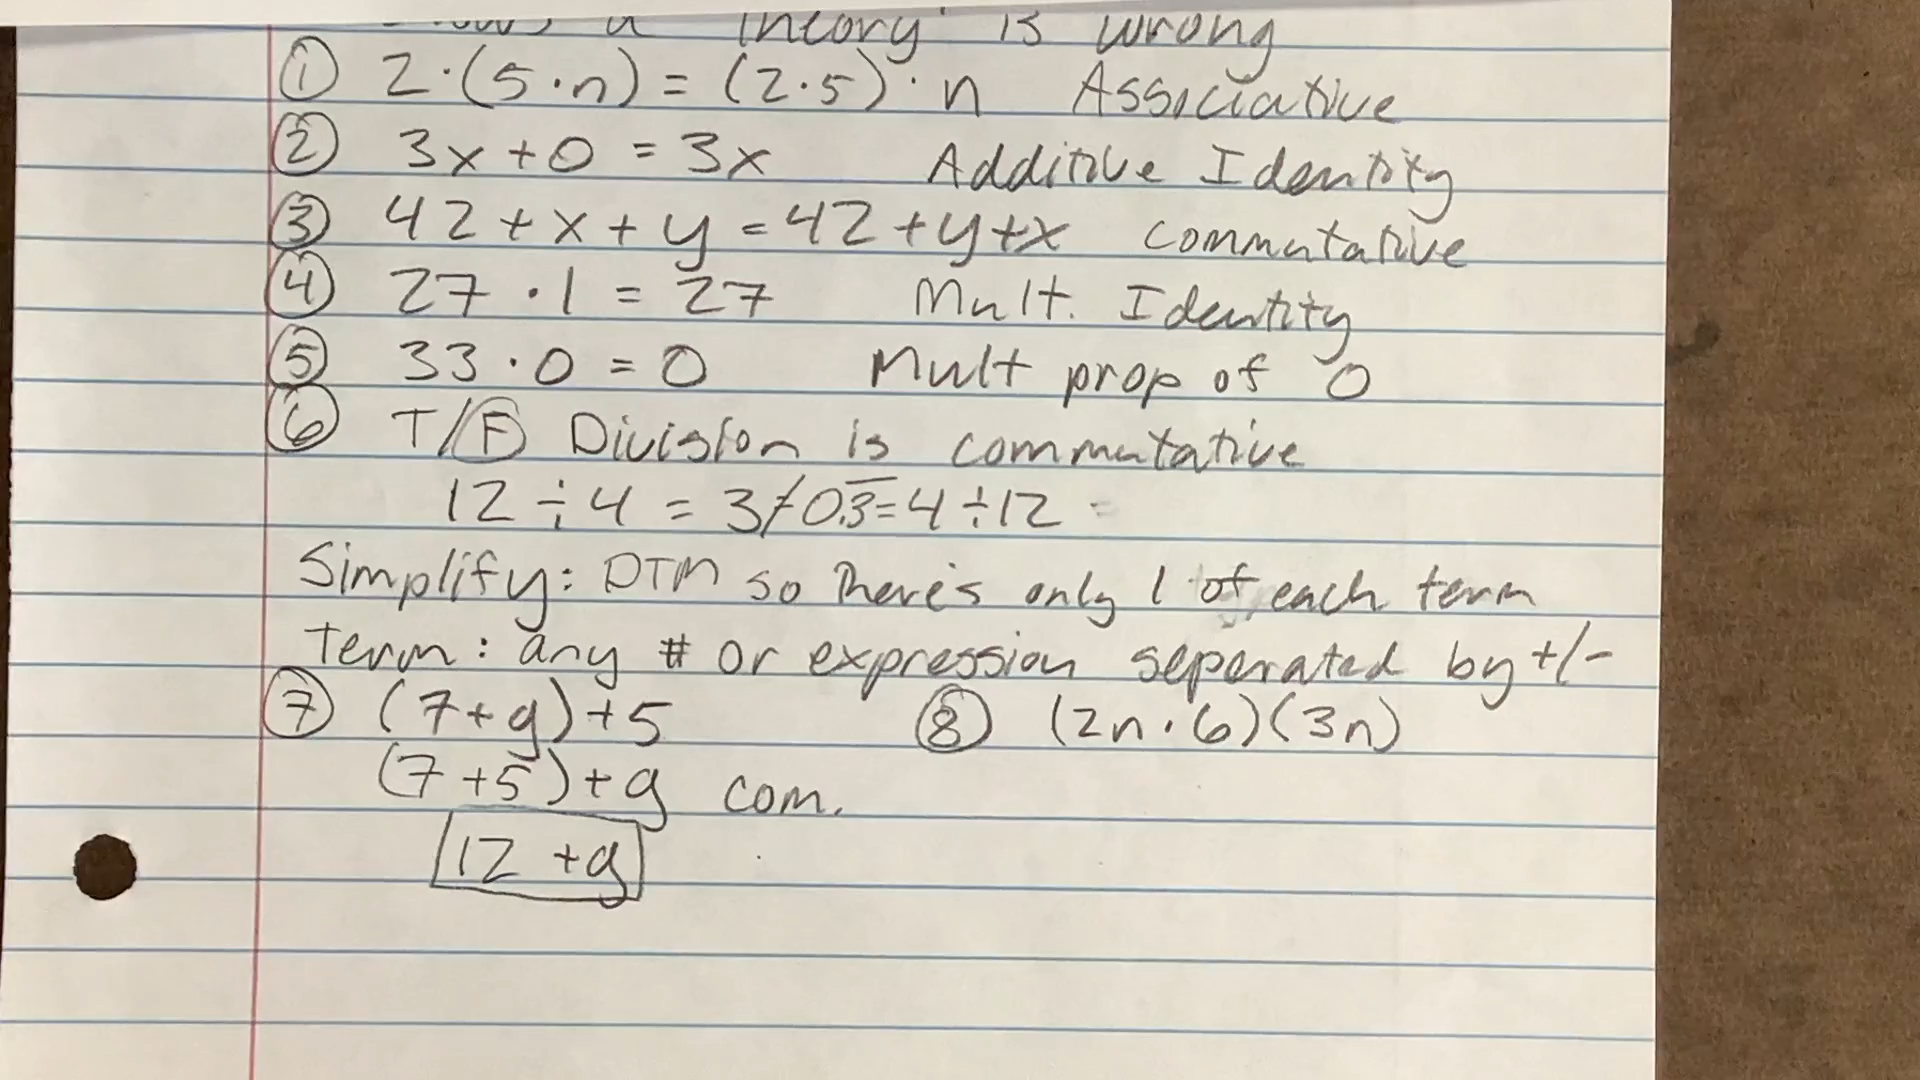 a theory is wrong
① 2·(5·n) = (2·5)·n Associative
② 3x+0 = 3x Additive Identity
③ 42+x+y = 42+y+x commutative
④ 27·1 = 27 Mult. Identity
⑤ 33·0 = 0 Mult prop of 0
⑥ T/F Division is commutative
12÷4 = 3≠0.3̅=4÷12 =
Simplify: DTM so there's only 1 of each term
Term: any # or expression seperated by +/-
⑦ (7+g)+5 ⑧ (2n·6)(3n)
(7+5)+g com.
12+g